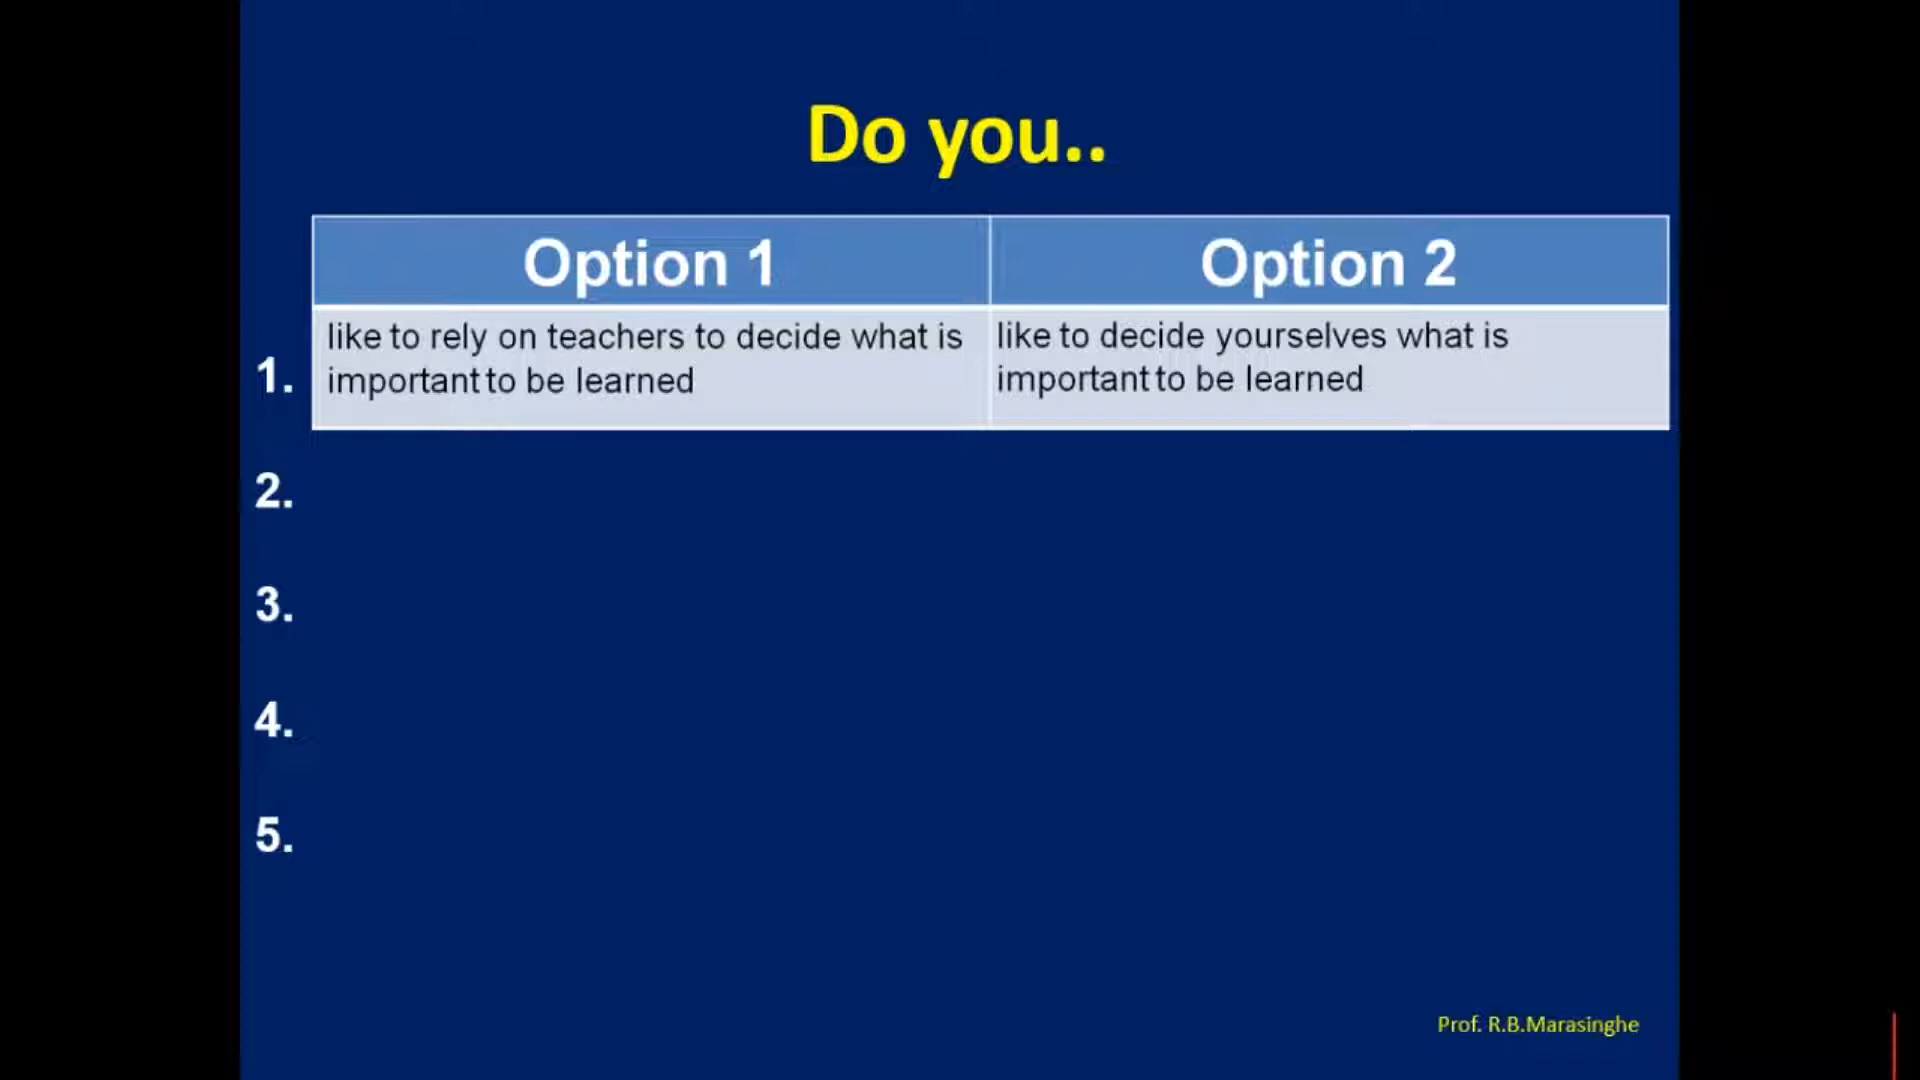 Do you..
Option 1
Option 2
1.
like to rely on teachers to decide what is
important to be learned
like to decide yourselves what is
important to be learned
2.
3.
4.
5.
Prof. R.B.Marasinghe